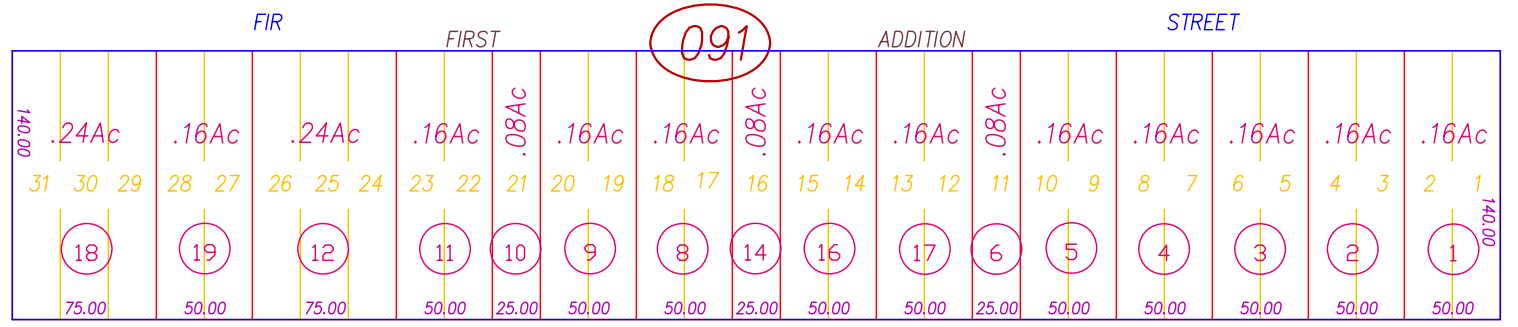 FIR STREET
FIRST 091 ADDITION
140.00 .24Ac .16Ac .24Ac .16Ac .08Ac .16Ac .16Ac .08Ac .16Ac .16Ac .08Ac .16Ac .16Ac .16Ac .16Ac .16Ac
31 30 29 28 27 26 25 24 23 22 21 20 19 18 17 16 15 14 13 12 11 10 9 8 7 6 5 4 3 2 1
140.00
18 19 12 11 10 9 8 14 16 17 6 5 4 3 2 1
75.00 50.00 75.00 50.00 25.00 50.00 50.00 25.00 50.00 50.00 25.00 50.00 50.00 50.00 50.00 50.00